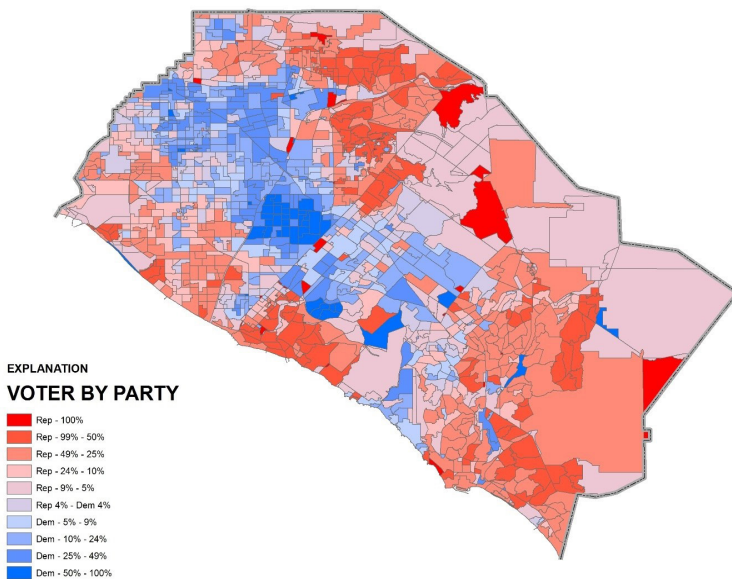 EXPLANATION
VOTER BY PARTY
Rep - 100%
Rep - 99% - 50%
Rep - 49% - 25%
Rep - 24% - 10%
Rep - 9% - 5%
Rep 4% - Dem 4%
Dem - 5% - 9%
Dem - 10% - 24%
Dem - 25% - 49%
Dem - 50% - 100%